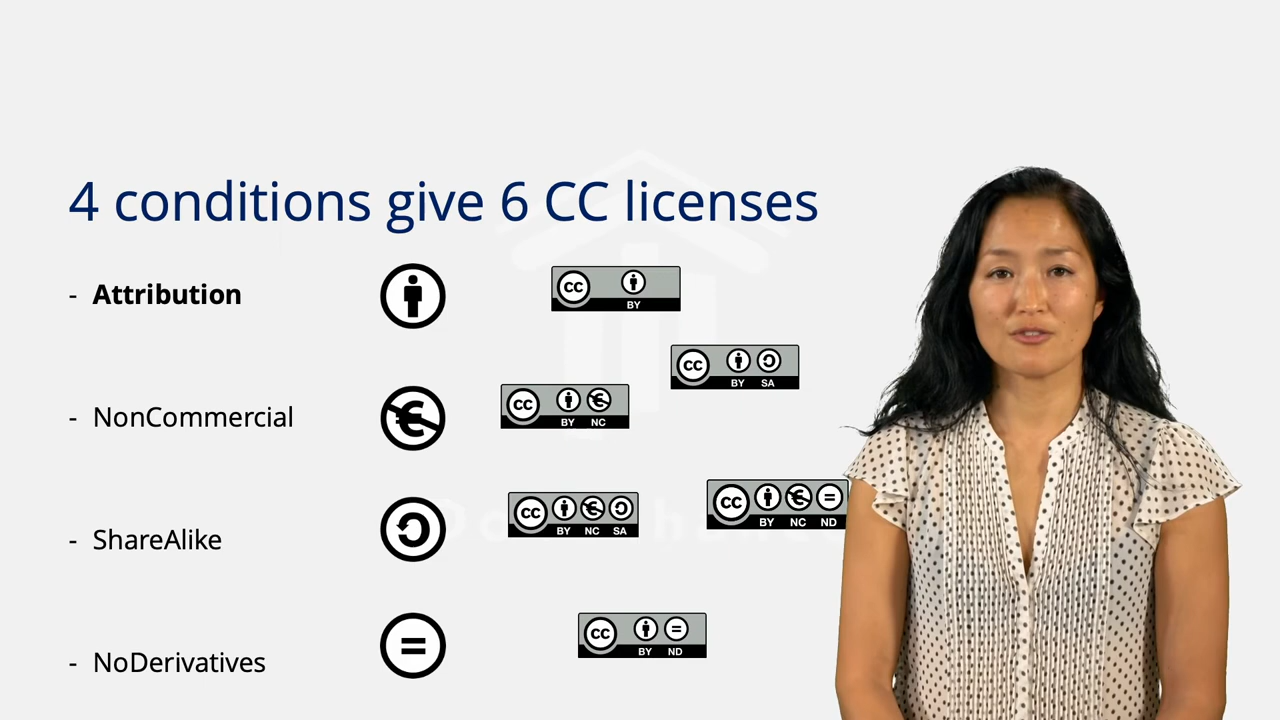 4 conditions give 6 CC licenses
- Attribution
cc
BY
cc
BY SA
- NonCommercial
€
cc
BY NC
- ShareAlike
cc
BY NC SA
cc
BY NC ND
- NoDerivatives
=
cc
BY ND